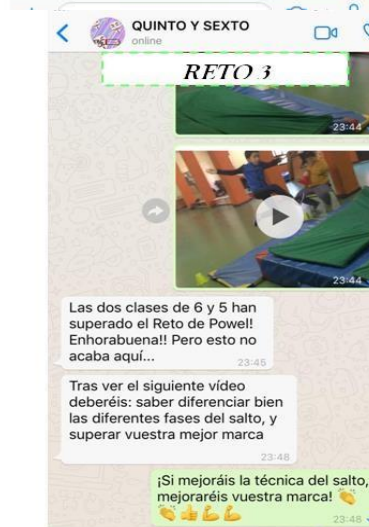 QUINTO Y SEXTO
online
RETO 3
23:44
23:44
Las dos clases de 6 y 5 han
superado el Reto de Powel!
Enhorabuena!! Pero esto no
acaba aquí...
23:45
Tras ver el siguiente vídeo
deberéis: saber diferenciar bien
las diferentes fases del salto, y
superar vuestra mejor marca
23:48
¡Si mejoráis la técnica del salto,
mejoraréis vuestra marca! 👏
👏👍💪💪
23:48